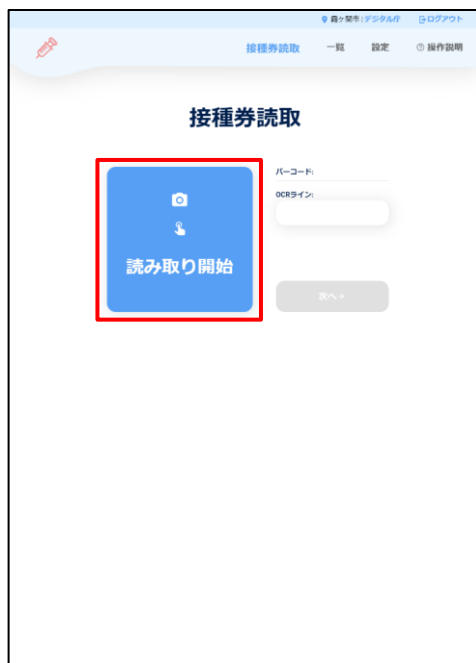 霞ヶ関市:デジタル庁 ログアウト
接種券読取 一覧 設定 操作説明
接種券読取
読み取り開始
バーコード:
OCRライン:
次へ »